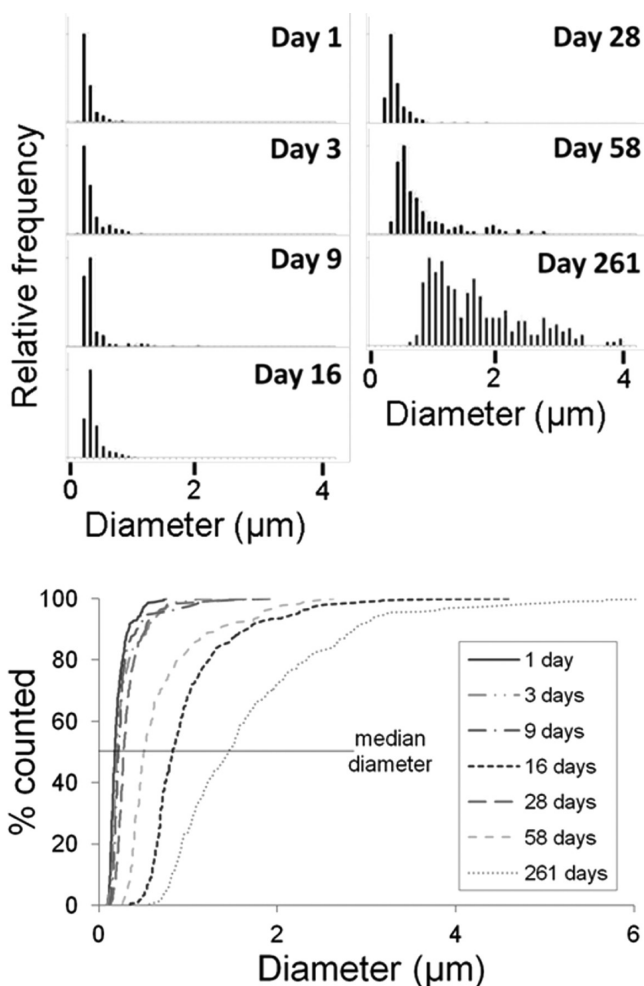 Day 1
Day 28
Day 3
Day 58
Day 9
Day 261
Day 16
Relative frequency
0 2 4
Diameter (µm)
0 2 4
Diameter (µm)
100
80
60
40
20
0
% counted
median
diameter
1 day
3 days
9 days
16 days
28 days
58 days
261 days
0 2 4 6
Diameter (µm)